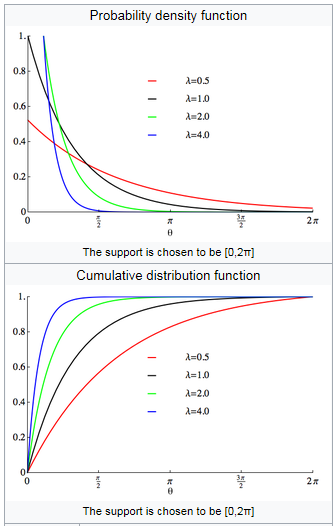 Probability density function
1.
0.8
0.6
0.4
0.2
0
λ=0.5
λ=1.0
λ=2.0
λ=4.0
0
π/2
π
3π/2
2π
θ
The support is chosen to be [0,2π]
Cumulative distribution function
1.
0.8
0.6
0.4
0.2
0
λ=0.5
λ=1.0
λ=2.0
λ=4.0
0
π/2
π
3π/2
2π
θ
The support is chosen to be [0,2π]